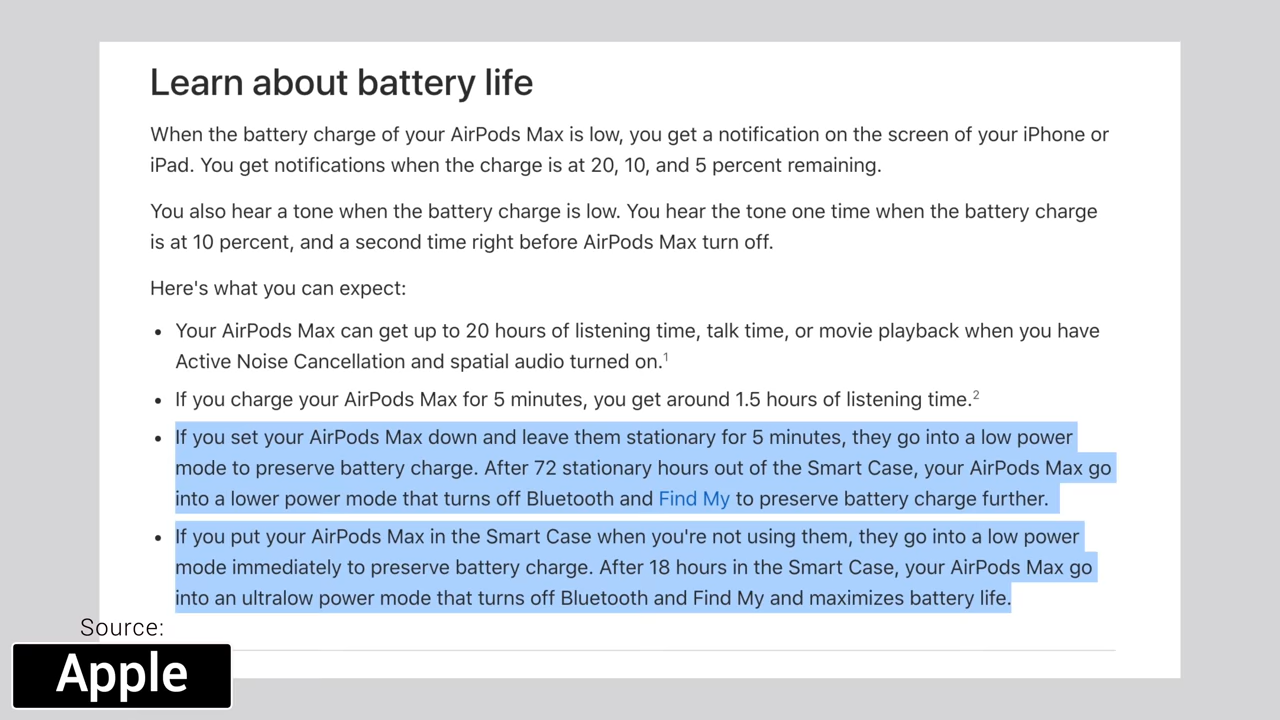 Learn about battery life
When the battery charge of your AirPods Max is low, you get a notification on the screen of your iPhone or
iPad. You get notifications when the charge is at 20, 10, and 5 percent remaining.
You also hear a tone when the battery charge is low. You hear the tone one time when the battery charge
is at 10 percent, and a second time right before AirPods Max turn off.
Here's what you can expect:
• Your AirPods Max can get up to 20 hours of listening time, talk time, or movie playback when you have
Active Noise Cancellation and spatial audio turned on.1
• If you charge your AirPods Max for 5 minutes, you get around 1.5 hours of listening time.2
• If you set your AirPods Max down and leave them stationary for 5 minutes, they go into a low power
mode to preserve battery charge. After 72 stationary hours out of the Smart Case, your AirPods Max go
into a lower power mode that turns off Bluetooth and Find My to preserve battery charge further.
• If you put your AirPods Max in the Smart Case when you're not using them, they go into a low power
mode immediately to preserve battery charge. After 18 hours in the Smart Case, your AirPods Max go
into an ultralow power mode that turns off Bluetooth and Find My and maximizes battery life.
Source:
Apple